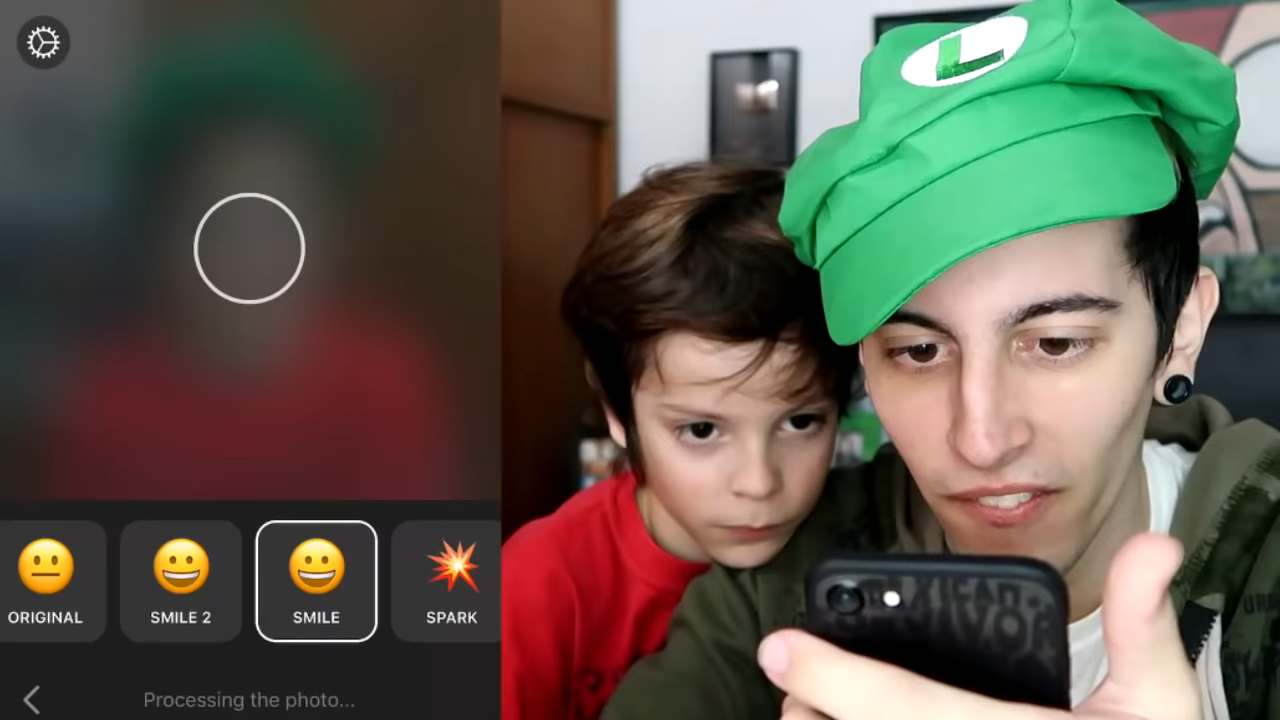 L
ORIGINAL
SMILE 2
SMILE
SPARK
Processing the photo...